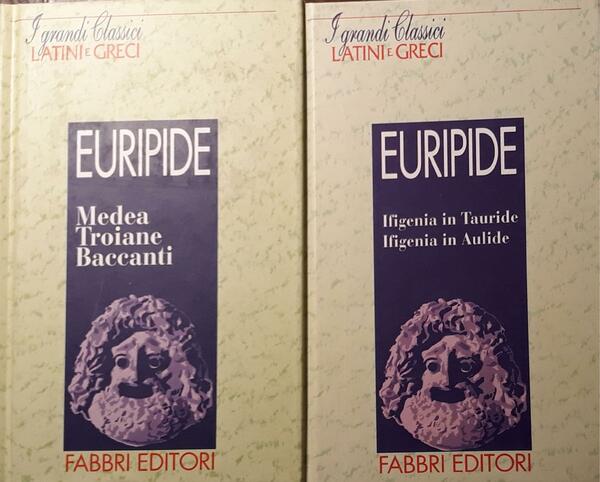 I grandi Classici
LATINI E GRECI
EURIPIDE
Medea
Troiane
Baccanti
FABBRI EDITORI
I grandi Classici
LATINI E GRECI
EURIPIDE
Ifigenia in Tauride
Ifigenia in Aulide
FABBRI EDITORI